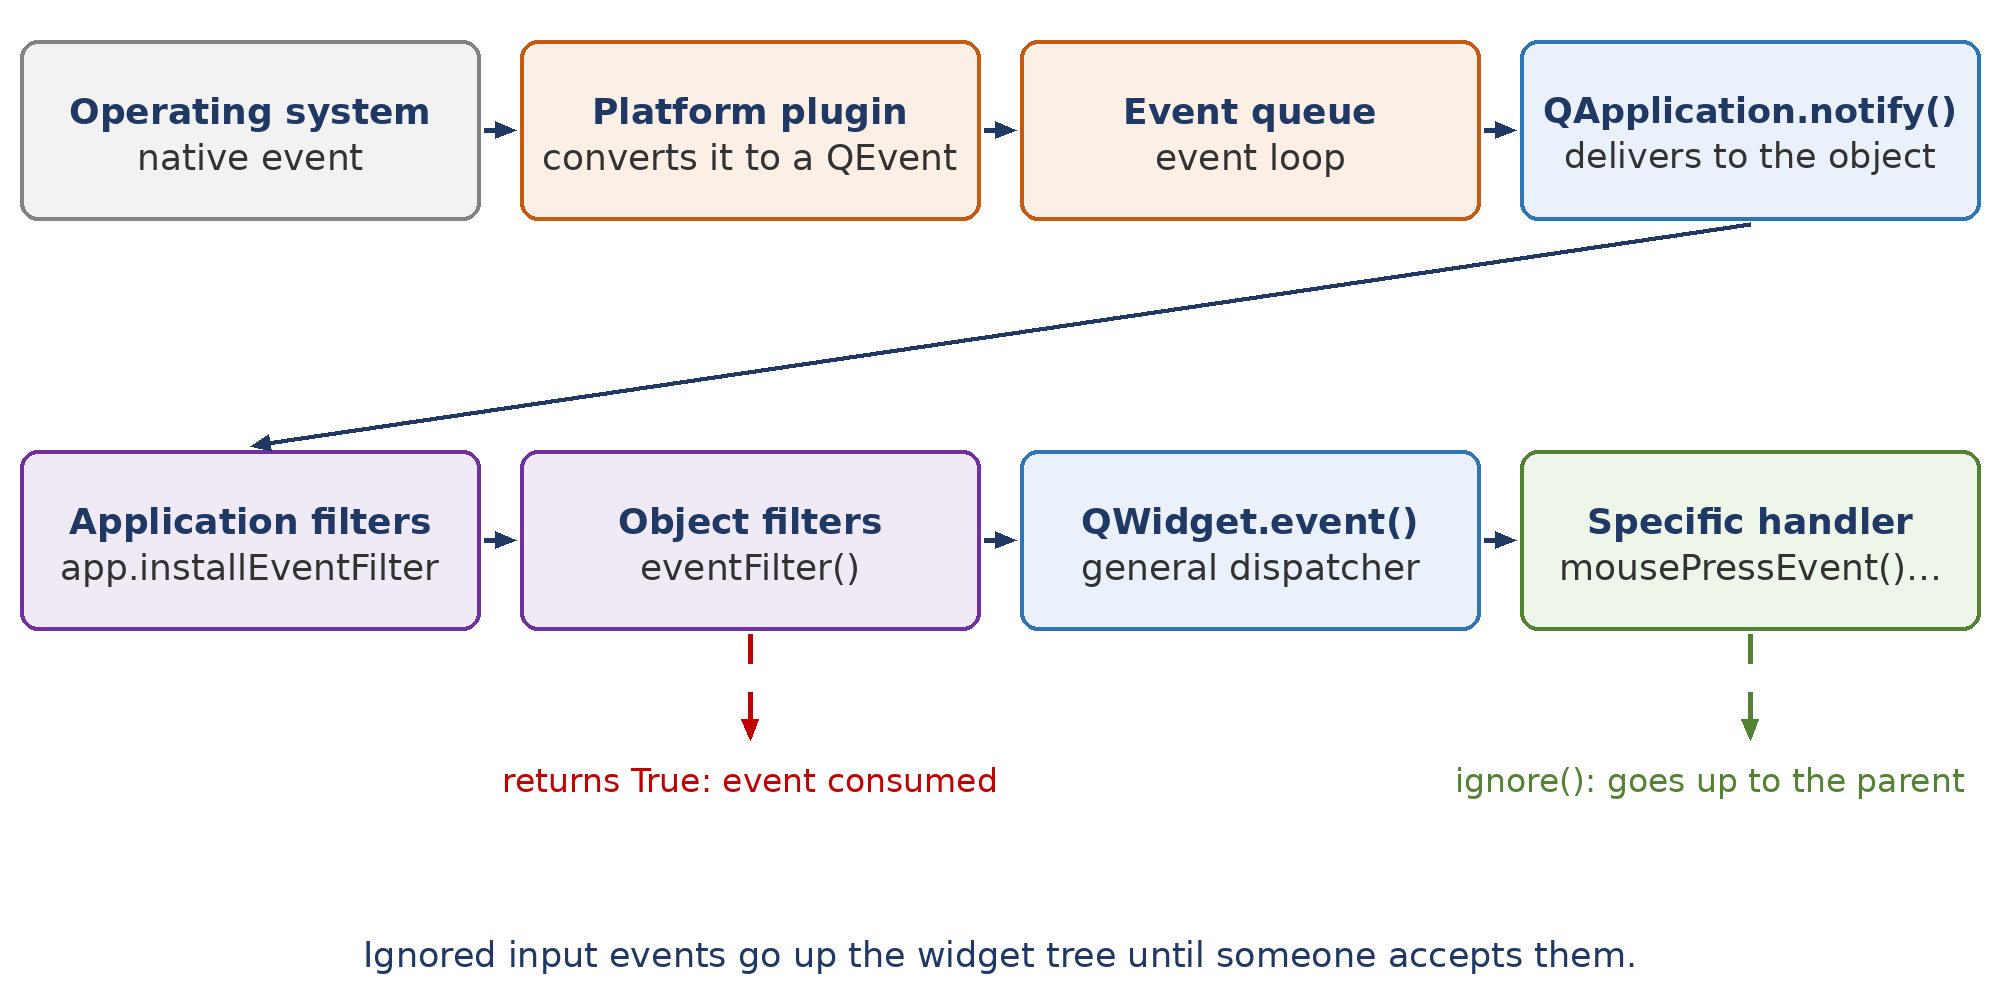 Operating system
native event
Platform plugin
converts it to a QEvent
Event queue
event loop
QApplication.notify()
delivers to the object
Application filters
app.installEventFilter
Object filters
eventFilter()
QWidget.event()
general dispatcher
Specific handler
mousePressEvent()...
returns True: event consumed
ignore(): goes up to the parent
Ignored input events go up the widget tree until someone accepts them.